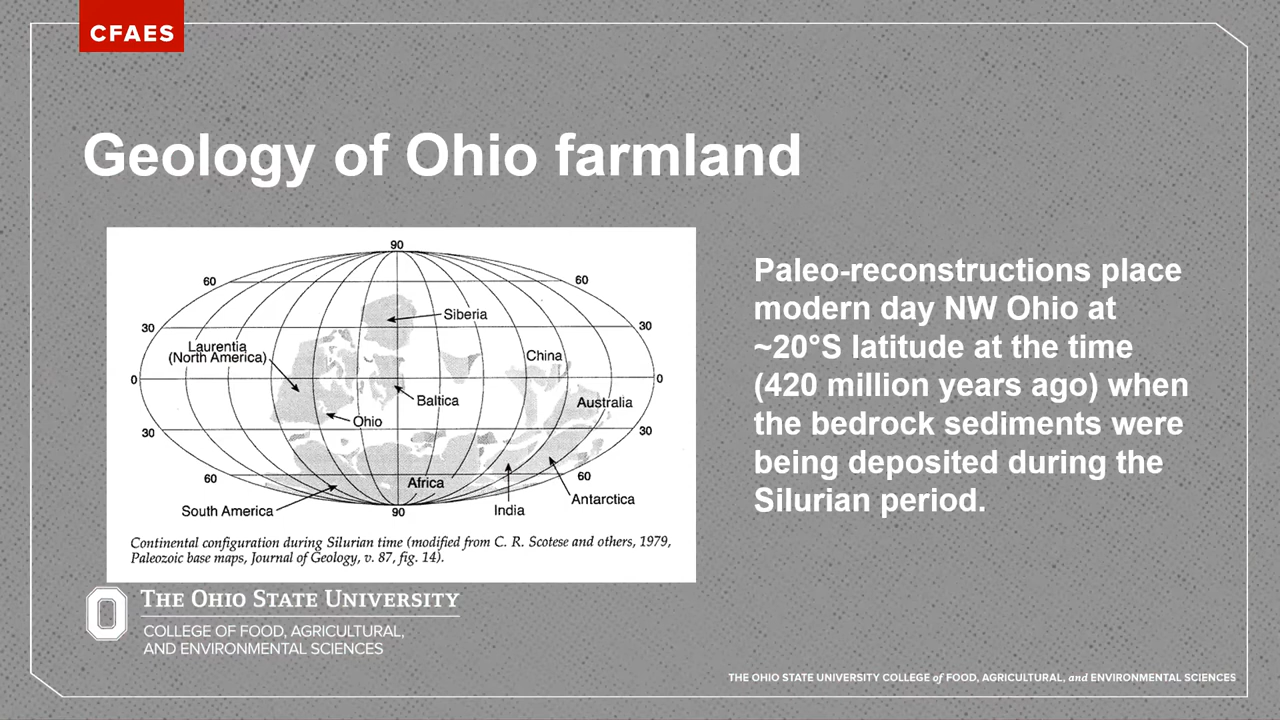 CFAES
Geology of Ohio farmland
90
60
60
Siberia
30
30
Laurentia
(North America)
China
0
0
Baltica
Australia
Ohio
30
30
60
60
Africa
Antarctica
South America
India
90
Continental configuration during Silurian time (modified from C. R. Scotese and others, 1979,
Paleozoic base maps, Journal of Geology, v. 87, fig. 14).
Paleo-reconstructions place
modern day NW Ohio at
~20°S latitude at the time
(420 million years ago) when
the bedrock sediments were
being deposited during the
Silurian period.
THE OHIO STATE UNIVERSITY
COLLEGE OF FOOD, AGRICULTURAL,
AND ENVIRONMENTAL SCIENCES
THE OHIO STATE UNIVERSITY COLLEGE of FOOD, AGRICULTURAL, and ENVIRONMENTAL SCIENCES